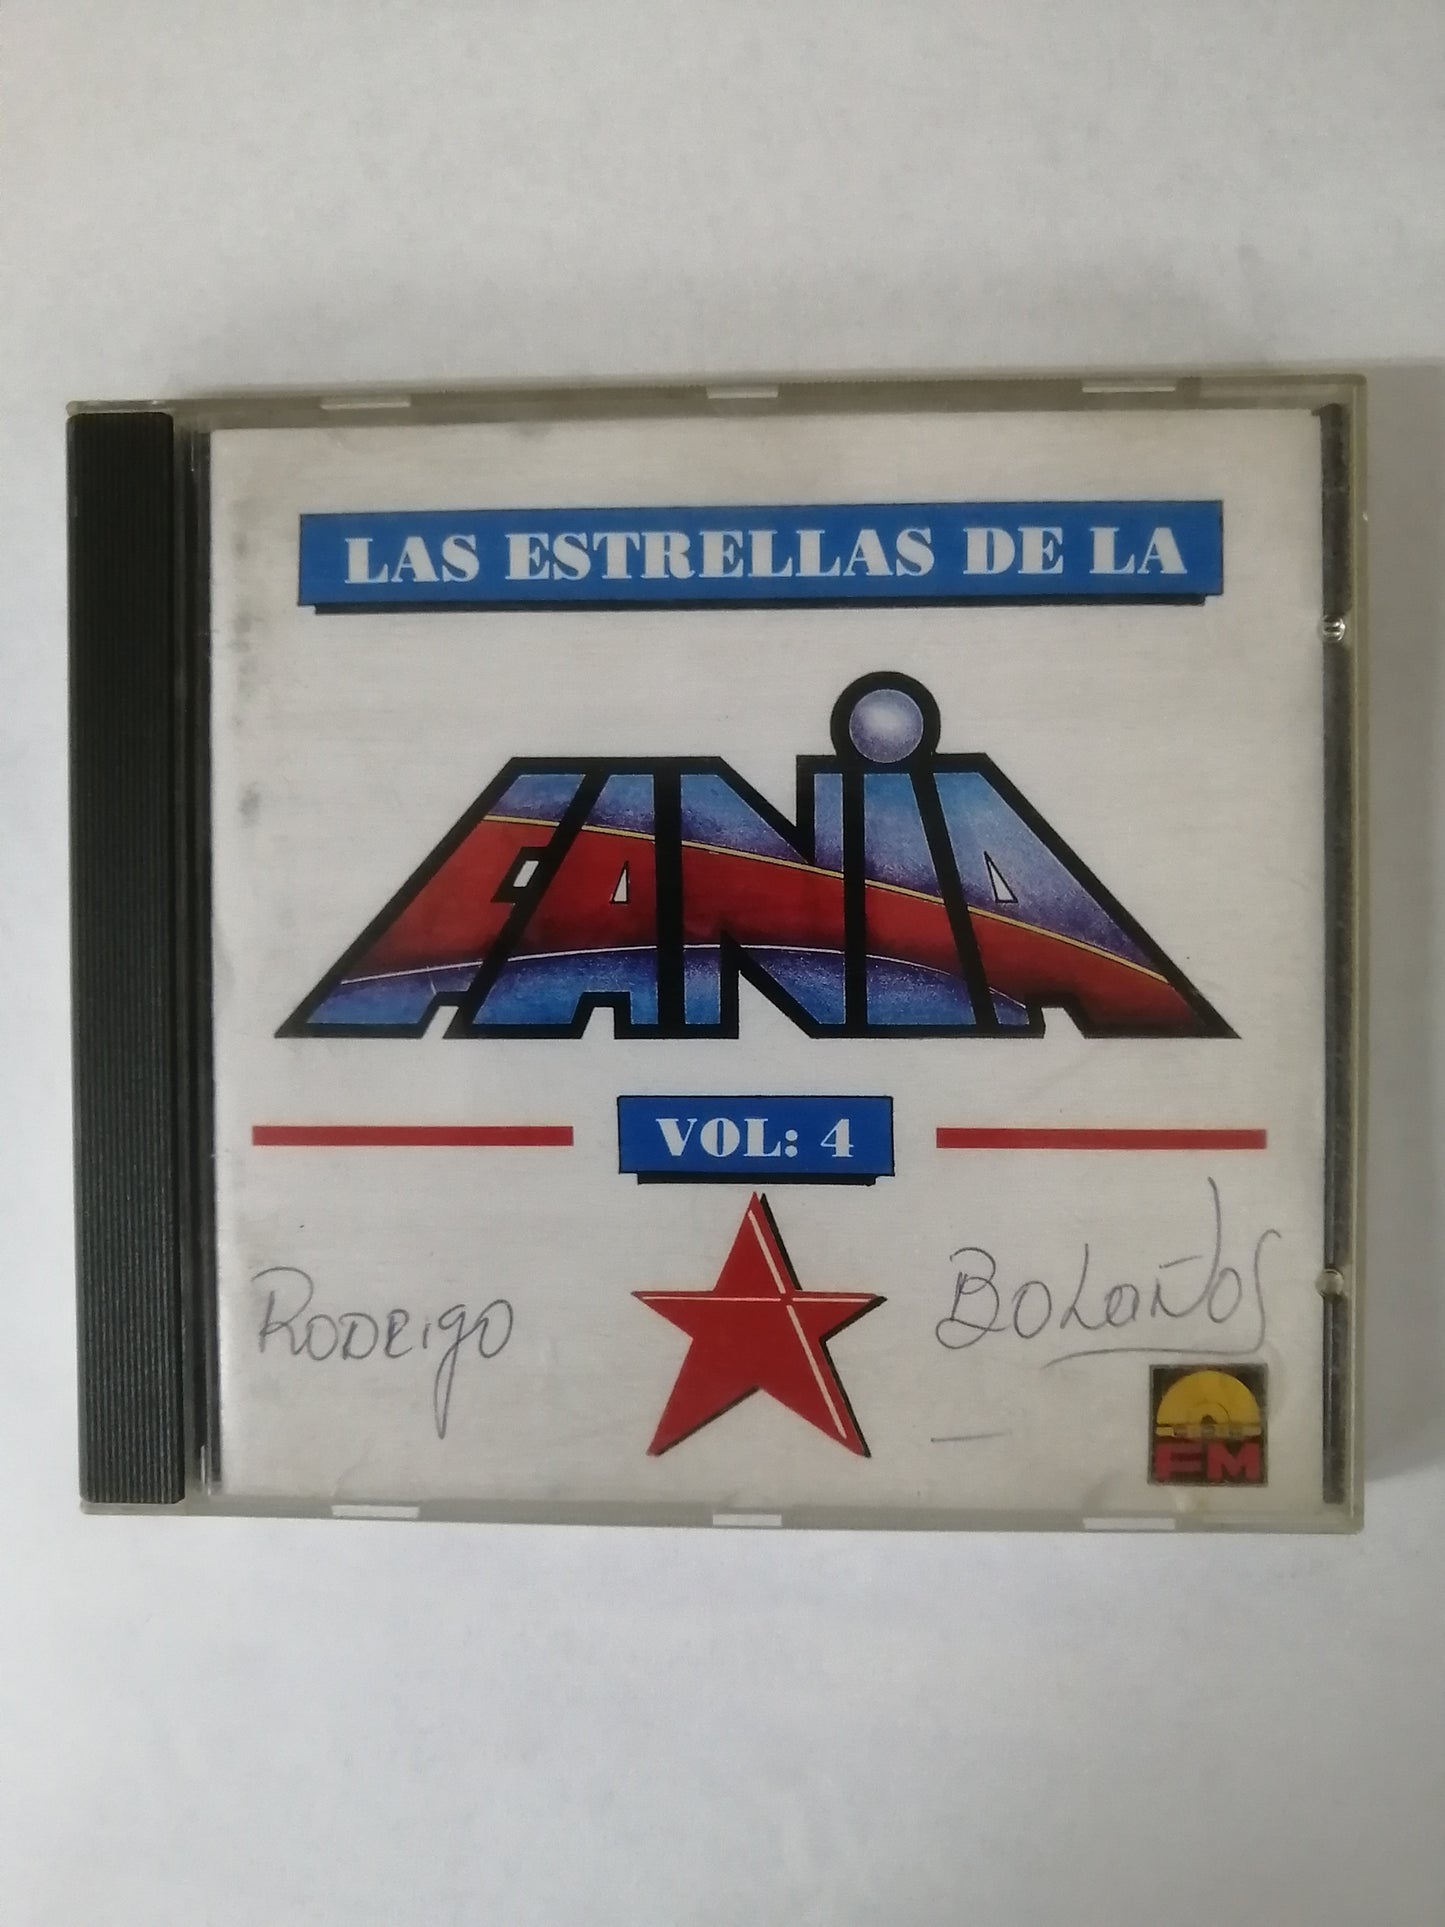 LAS ESTRELLAS DE LA
FANIA
VOL: 4
Rodrigo Bolaños
FM